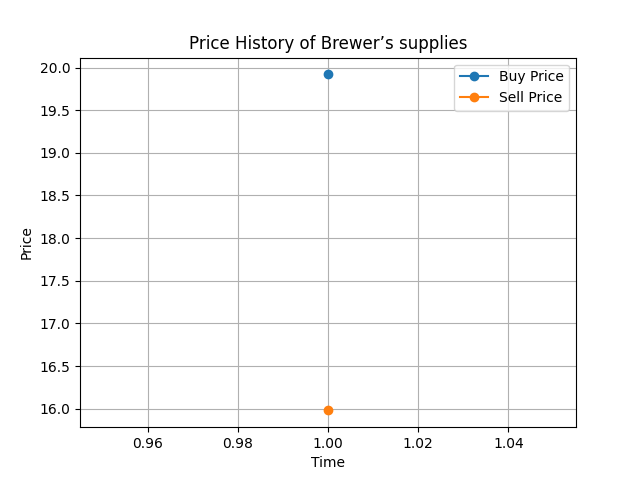 Price History of Brewer’s supplies
Buy Price
Sell Price
Price
20.0
19.5
19.0
18.5
18.0
17.5
17.0
16.5
16.0
0.96 0.98 1.00 1.02 1.04
Time